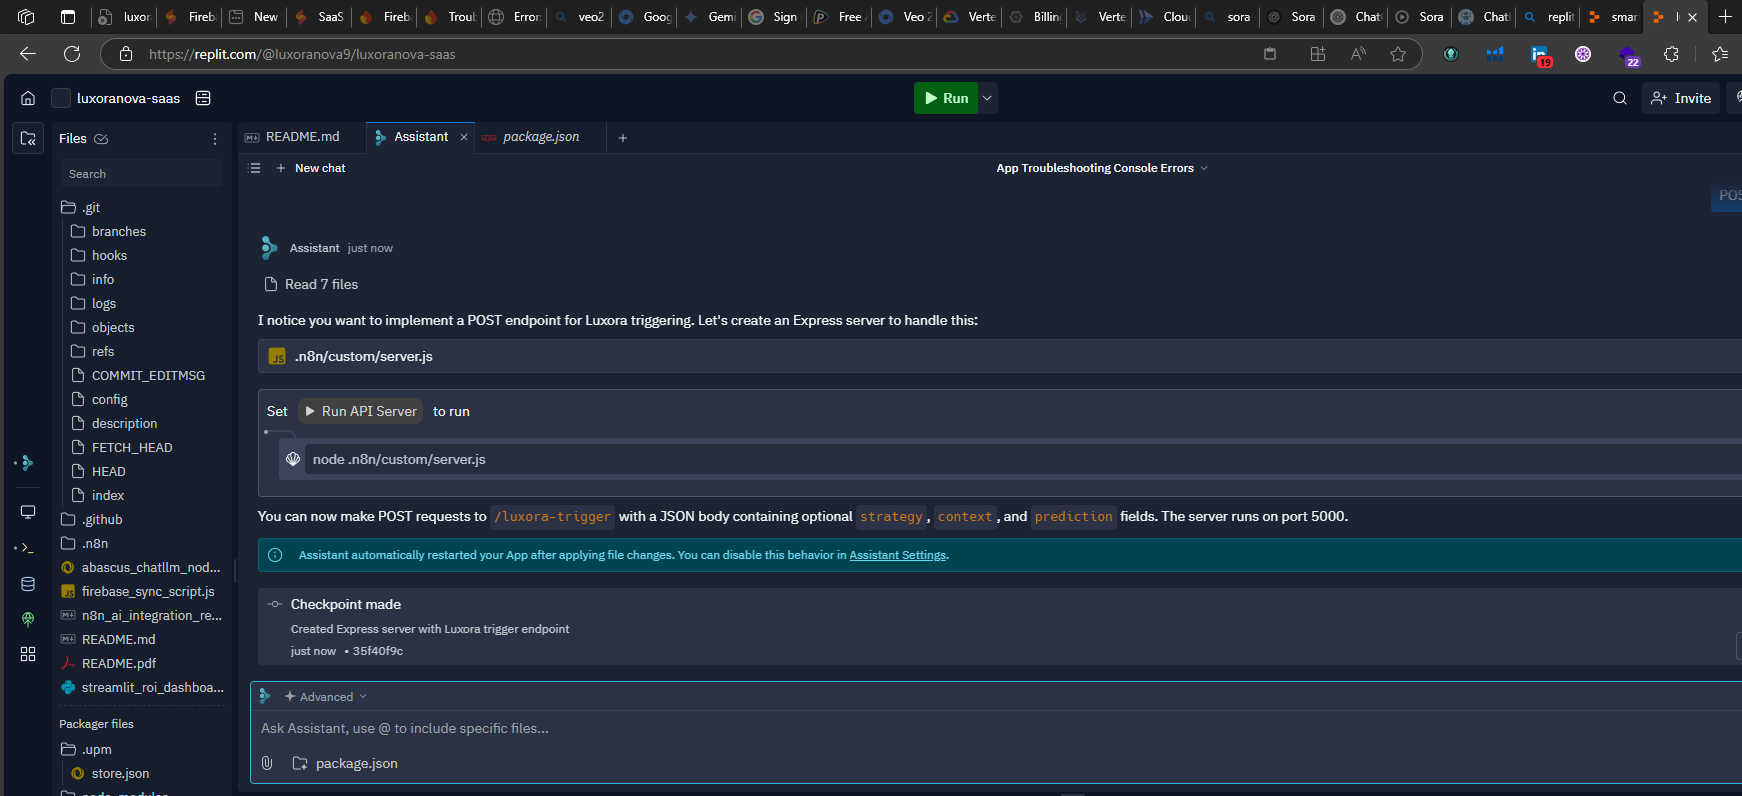 luxor
Fireb
New
SaaS
Fireb
Troul
Error:
veo2
Goog
Gemi
Sign
Free
Veo 2
Verte
Billin
Verte
Clou
sora
Sora
Chat
Sora
Chat
replit
smar
https://replit.com/@luxoranova9/luxoranova-saas
19
22
luxoranova-saas
Run
Invite
Files
README.md
Assistant
package.json
Search
New chat
App Troubleshooting Console Errors
POS
.git
branches
hooks
info
logs
objects
refs
COMMIT_EDITMSG
config
description
FETCH_HEAD
HEAD
index
.github
.n8n
abascus_chatllm_nod...
firebase_sync_script.js
n8n_ai_integration_re...
README.md
README.pdf
streamlit_roi_dashboa...
Packager files
.upm
store.json
node_modules
Assistant just now
Read 7 files
I notice you want to implement a POST endpoint for Luxora triggering. Let's create an Express server to handle this:
JS .n8n/custom/server.js
Set Run API Server to run
node .n8n/custom/server.js
You can now make POST requests to /luxora-trigger with a JSON body containing optional strategy, context, and prediction fields. The server runs on port 5000.
Assistant automatically restarted your App after applying file changes. You can disable this behavior in Assistant Settings.
Checkpoint made
Created Express server with Luxora trigger endpoint
just now • 35f40f9c
Advanced
Ask Assistant, use @ to include specific files...
package.json